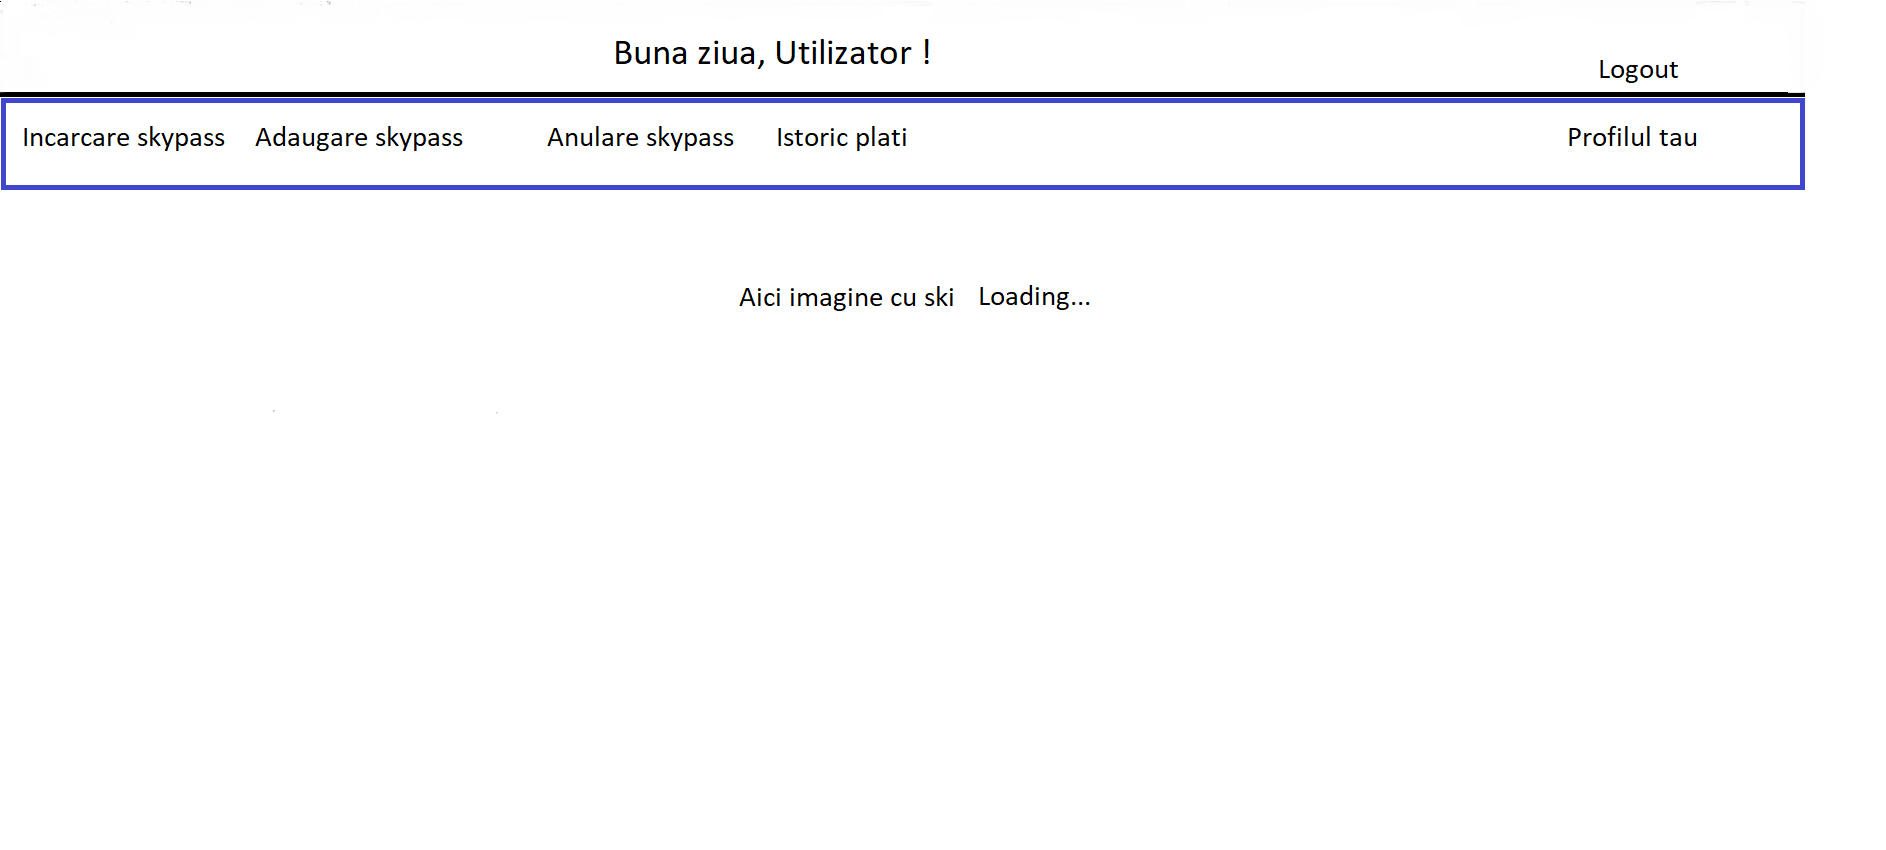 Buna ziua, Utilizator !
Logout
Incarcare skypass Adaugare skypass Anulare skypass Istoric plati Profilul tau
Aici imagine cu ski Loading...